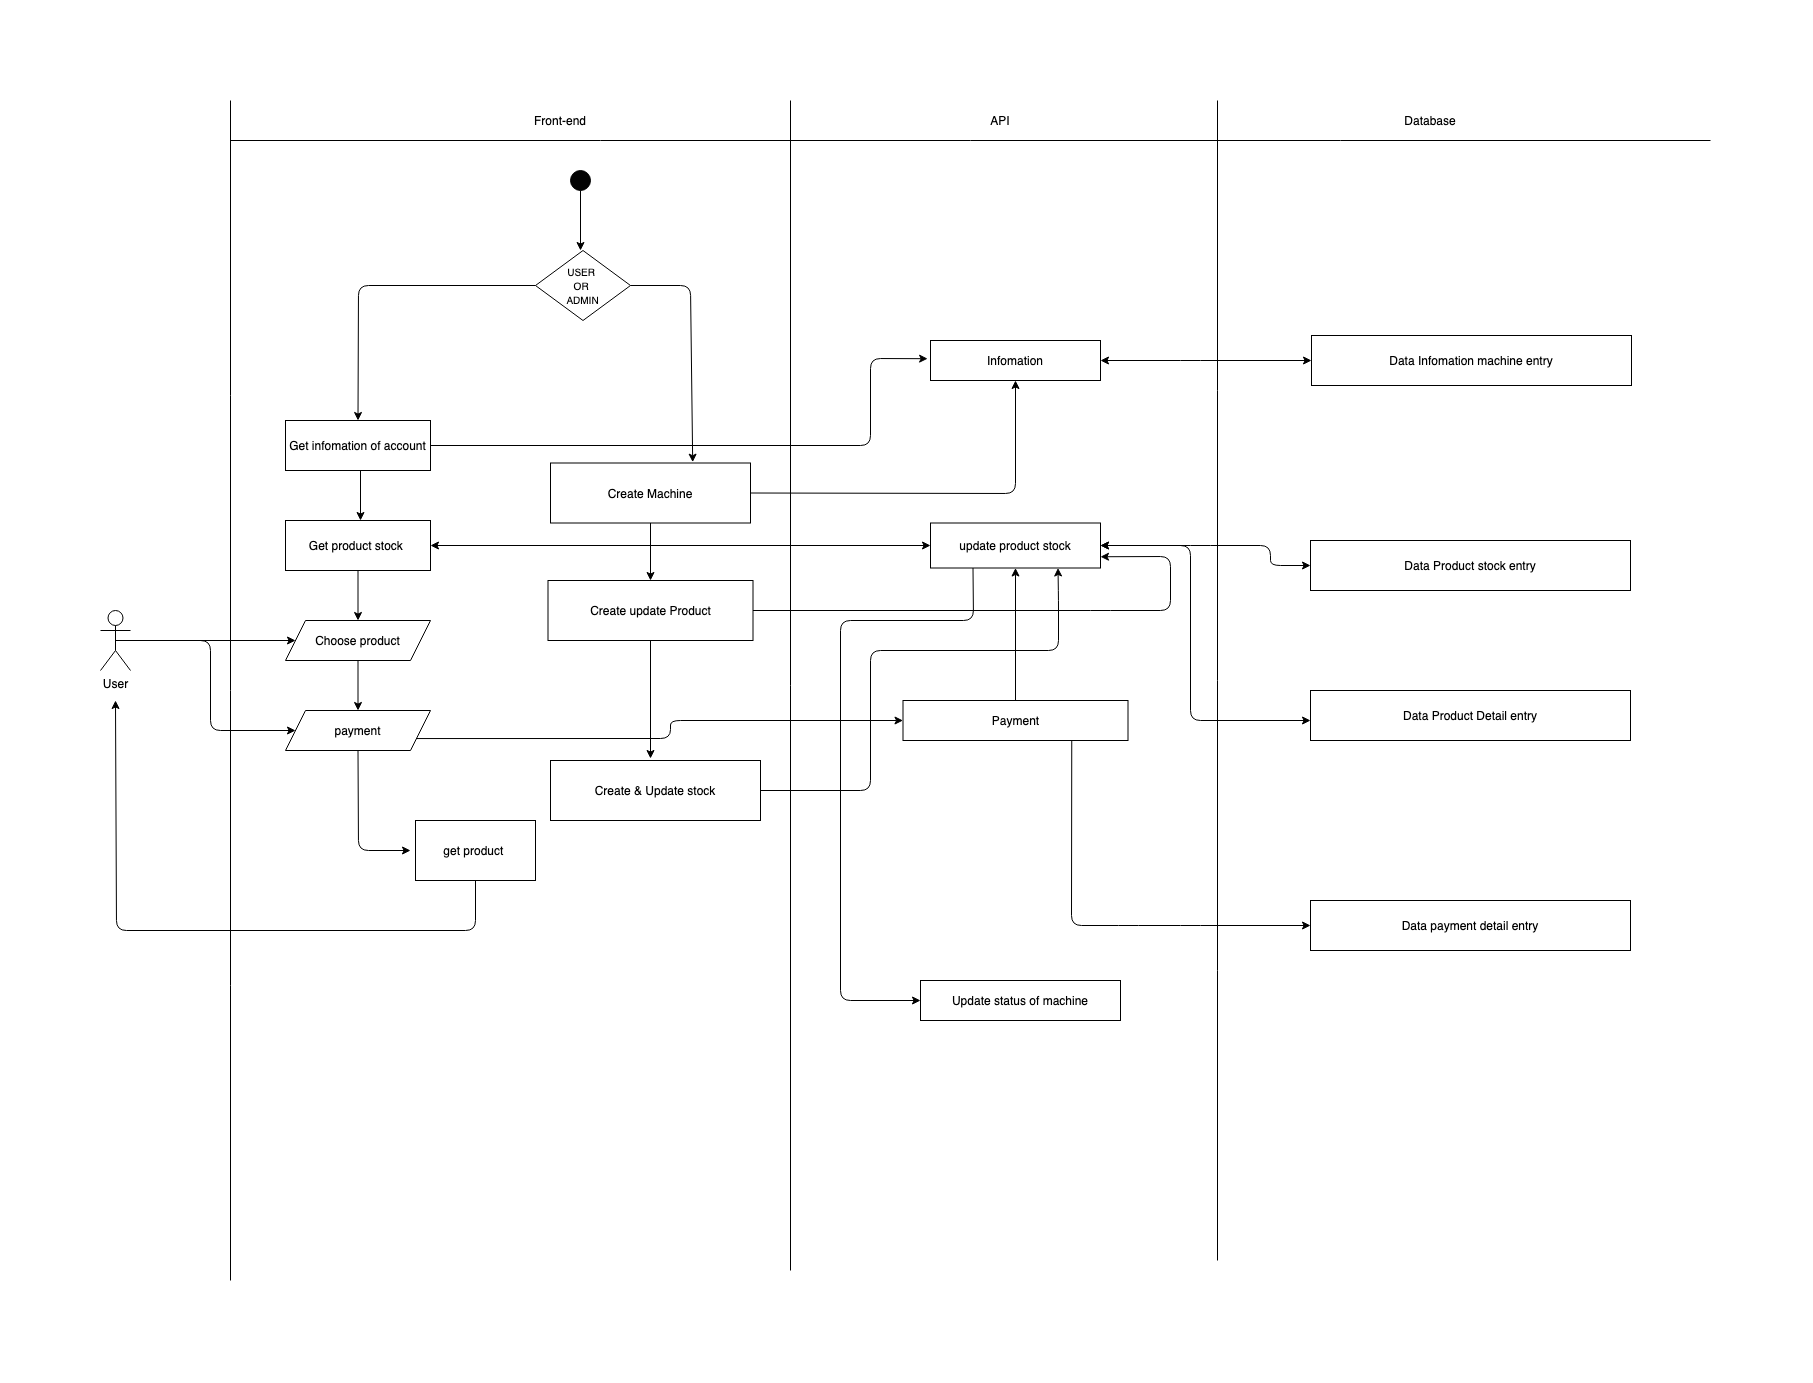 Front-end
API
Database
USER
OR
ADMIN
Infomation
Data Infomation machine entry
Get infomation of account
Create Machine
Get product stock
update product stock
Data Product stock entry
Create update Product
Choose product
User
payment
Payment
Data Product Detail entry
Create & Update stock
get product
Data payment detail entry
Update status of machine